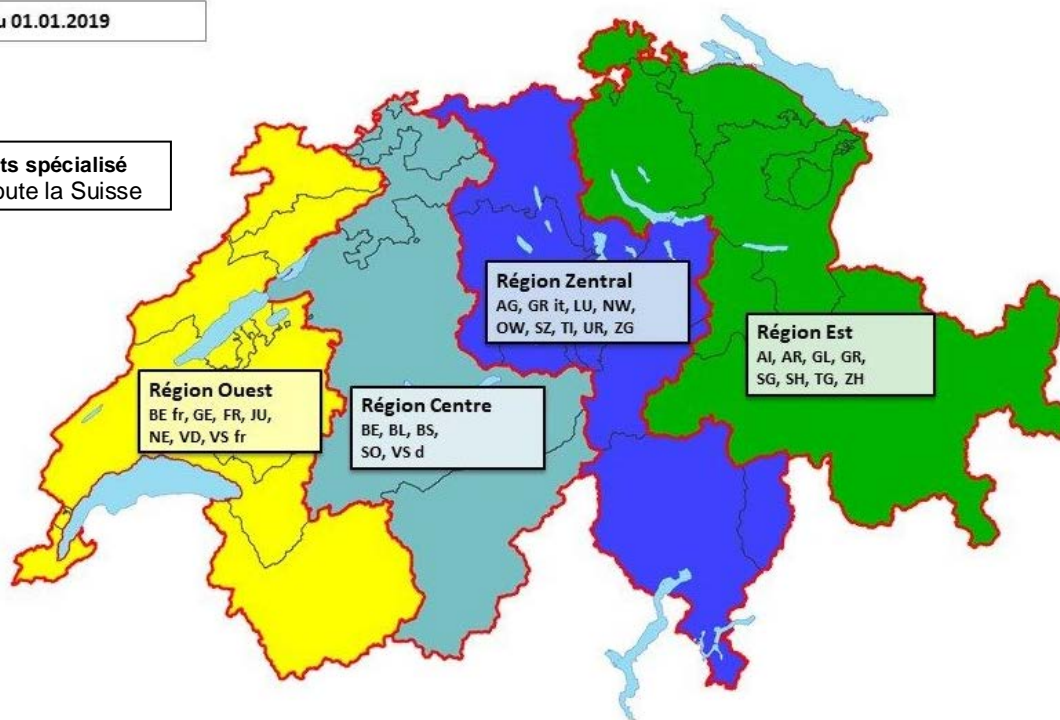 u 01.01.2019
ts spécialisé
oute la Suisse
Région Zentral
AG, GR it, LU, NW,
OW, SZ, TI, UR, ZG
Région Est
AI, AR, GL, GR,
SG, SH, TG, ZH
Région Ouest
BE fr, GE, FR, JU,
NE, VD, VS fr
Région Centre
BE, BL, BS,
SO, VS d